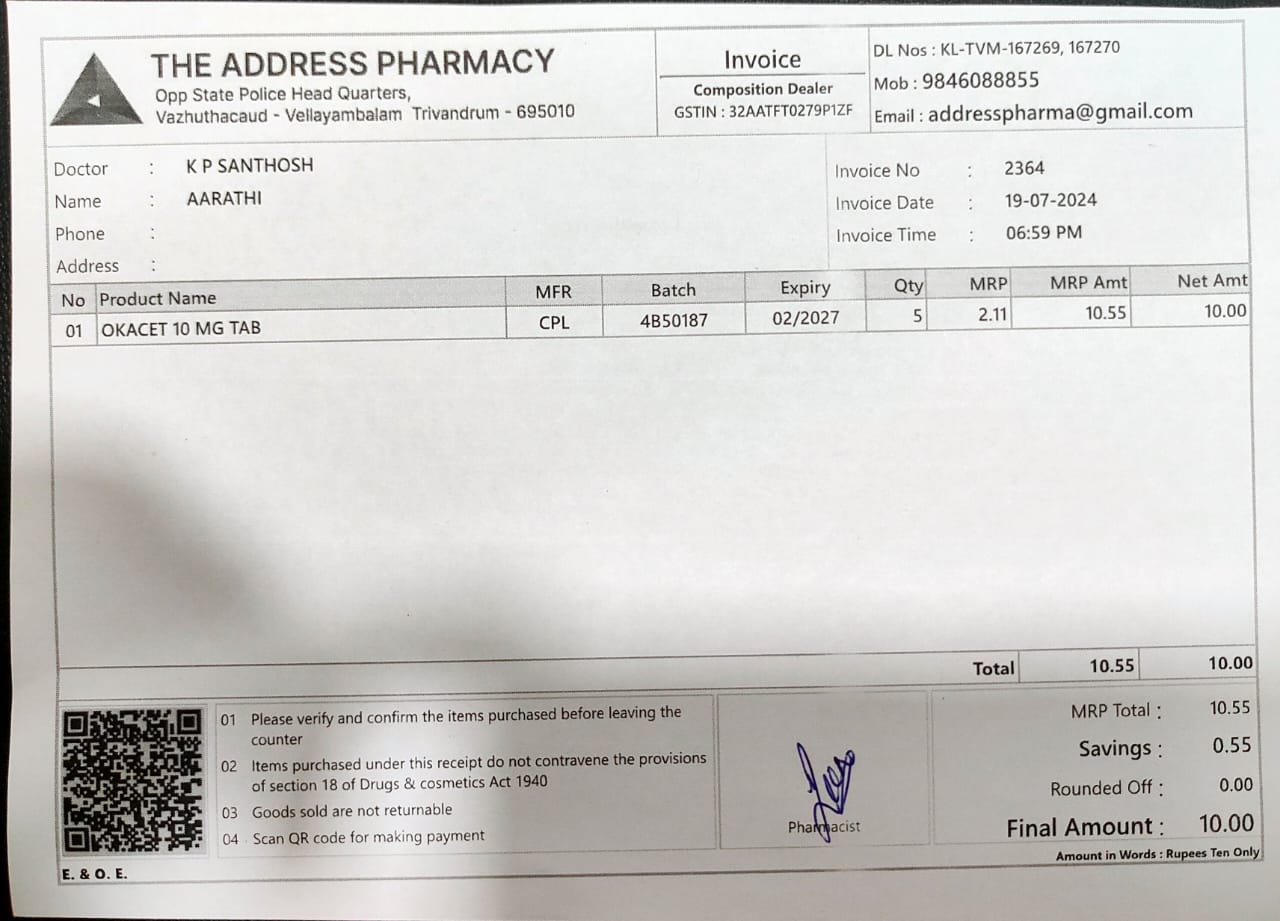 THE ADDRESS PHARMACY
Opp State Police Head Quarters,
Vazhuthacaud - Vellayambalam Trivandrum - 695010
Invoice
Composition Dealer
GSTIN : 32AATFT0279P1ZF
DL Nos : KL-TVM-167269, 167270
Mob : 9846088855
Email : addresspharma@gmail.com
Doctor : K P SANTHOSH
Name : AARATHI
Phone :
Address :
Invoice No : 2364
Invoice Date : 19-07-2024
Invoice Time : 06:59 PM
No Product Name MFR Batch Expiry Qty MRP MRP Amt Net Amt
01 OKACET 10 MG TAB CPL 4B50187 02/2027 5 2.11 10.55 10.00
Total 10.55 10.00
01 Please verify and confirm the items purchased before leaving the
counter
02 Items purchased under this receipt do not contravene the provisions
of section 18 of Drugs & cosmetics Act 1940
03 Goods sold are not returnable
04 Scan QR code for making payment
Pharmacist
MRP Total : 10.55
Savings : 0.55
Rounded Off : 0.00
Final Amount : 10.00
Amount in Words : Rupees Ten Only
E. & O. E.